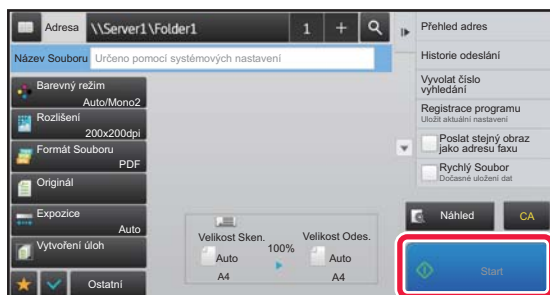 Adresa \\Server1\Folder1 1 +
Název Souboru Určeno pomocí systémových nastavení
Barevný režim
Auto/Mono2
Rozlišení
200x200dpi
Formát Souboru
PDF
Originál
Expozice
Auto
Vytvoření úloh
Ostatní
Velikost Sken.
Auto
A4
100%
Velikost Odes.
Auto
A4
Přehled adres
Historie odeslání
Vyvolat číslo
vyhledání
Registrace programu
Uložit aktuální nastavení
Poslat stejný obraz
jako adresu faxu
Rychlý Soubor
Dočasné uložení dat
Náhled
CA
Start